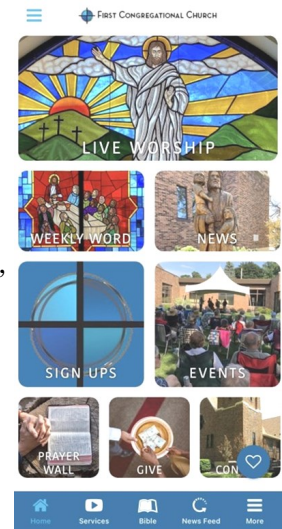 First Congregational Church
LIVE WORSHIP
WEEKLY WORD
NEWS
,
SIGN UPS
EVENTS
PRAYER
WALL
GIVE
CON
Home
Services
Bible
News Feed
More